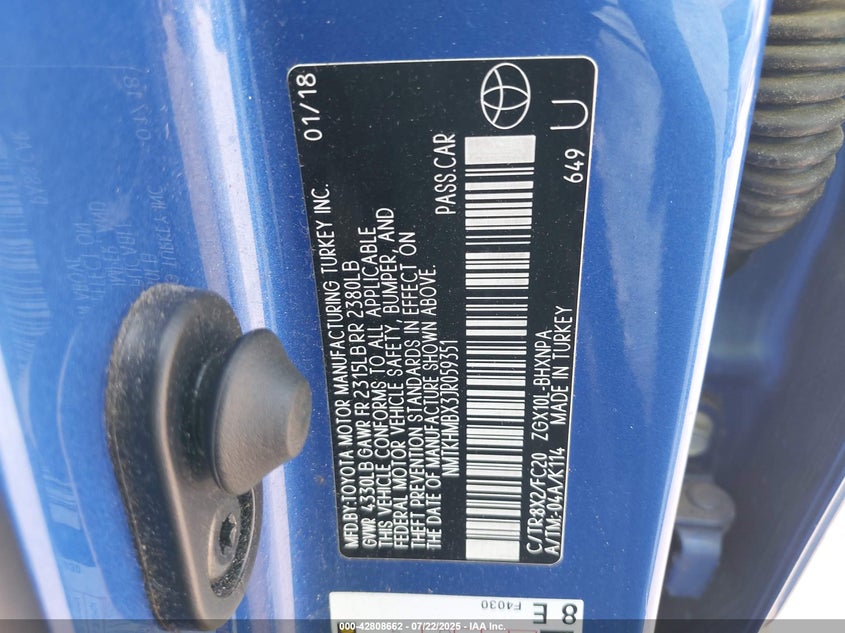 MFD.BY:TOYOTA MOTOR MANUFACTURING TURKEY INC. 01/18
GVWR 4330LB GAWR FR 2315LB RR 2380LB
THIS VEHICLE CONFORMS TO ALL APPLICABLE
FEDERAL MOTOR VEHICLE SAFETY, BUMPER, AND
THEFT PREVENTION STANDARDS IN EFFECT ON
THE DATE OF MANUFACTURE SHOWN ABOVE.
NMTKHMBX3JR059351 PASS.CAR
C/TR:8X2/FC20 ZGX10L-BHXNPA
A/TM:-04A/K114 MADE IN TURKEY
649 U
8
E
F4030
000-42808662 - 07/22/2025 - IAA Inc.